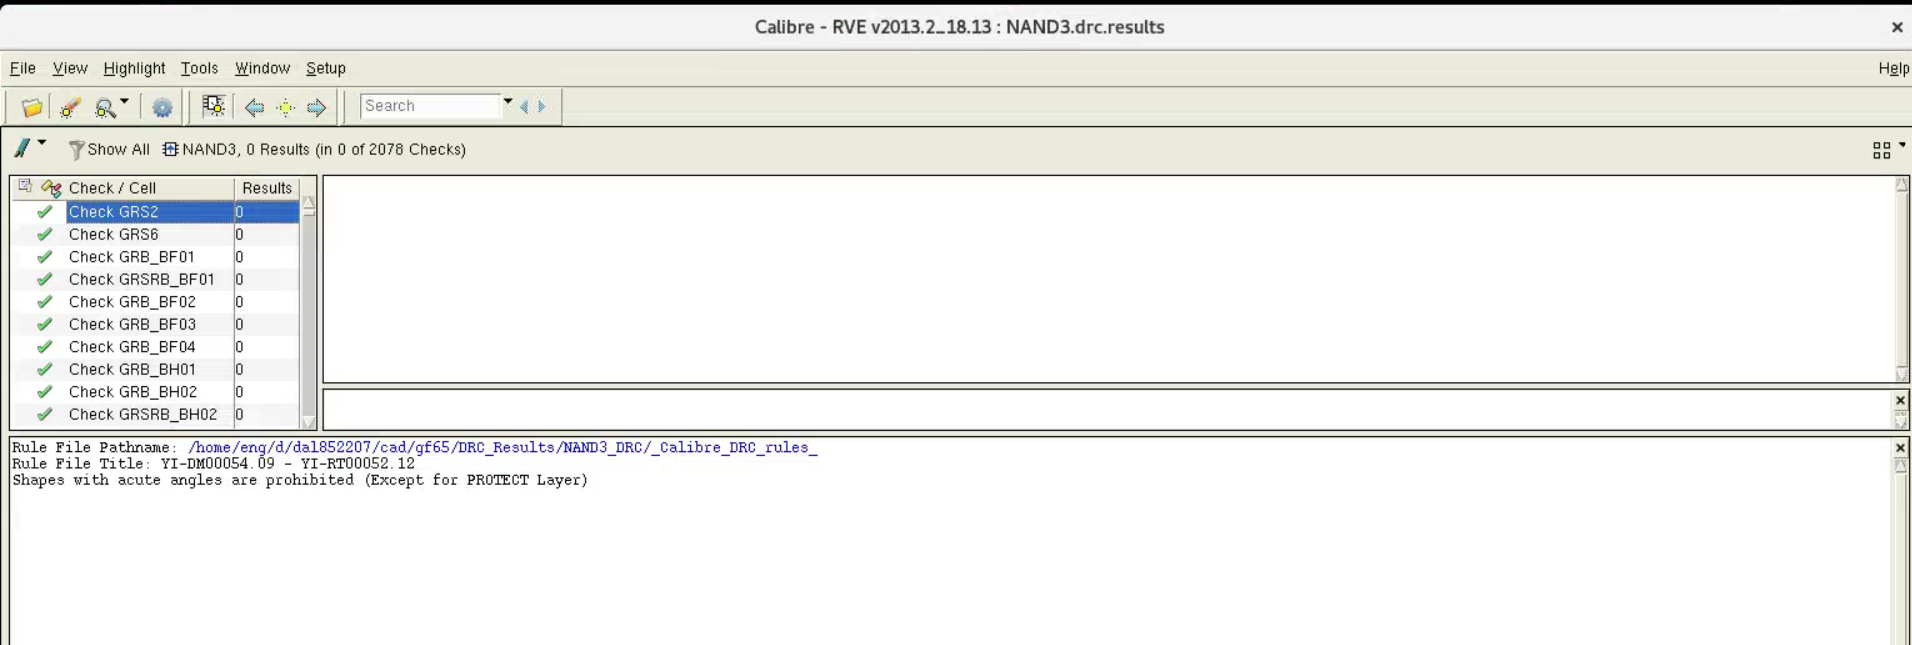 Calibre - RVE v2013.2_18.13 : NAND3.drc.results
File View Highlight Tools Window Setup Help
Search
Show All NAND3, 0 Results (in 0 of 2078 Checks)
Check / Cell Results
Check GRS2 0
Check GRS6 0
Check GRB_BF01 0
Check GRSRB_BF01 0
Check GRB_BF02 0
Check GRB_BF03 0
Check GRB_BF04 0
Check GRB_BH01 0
Check GRB_BH02 0
Check GRSRB_BH02 0
Rule File Pathname: /home/eng/d/dal852207/cad/gf65/DRC_Results/NAND3_DRC/_Calibre_DRC_rules_
Rule File Title: YI-DM00054.09 - YI-RT00052.12
Shapes with acute angles are prohibited (Except for PROTECT Layer)